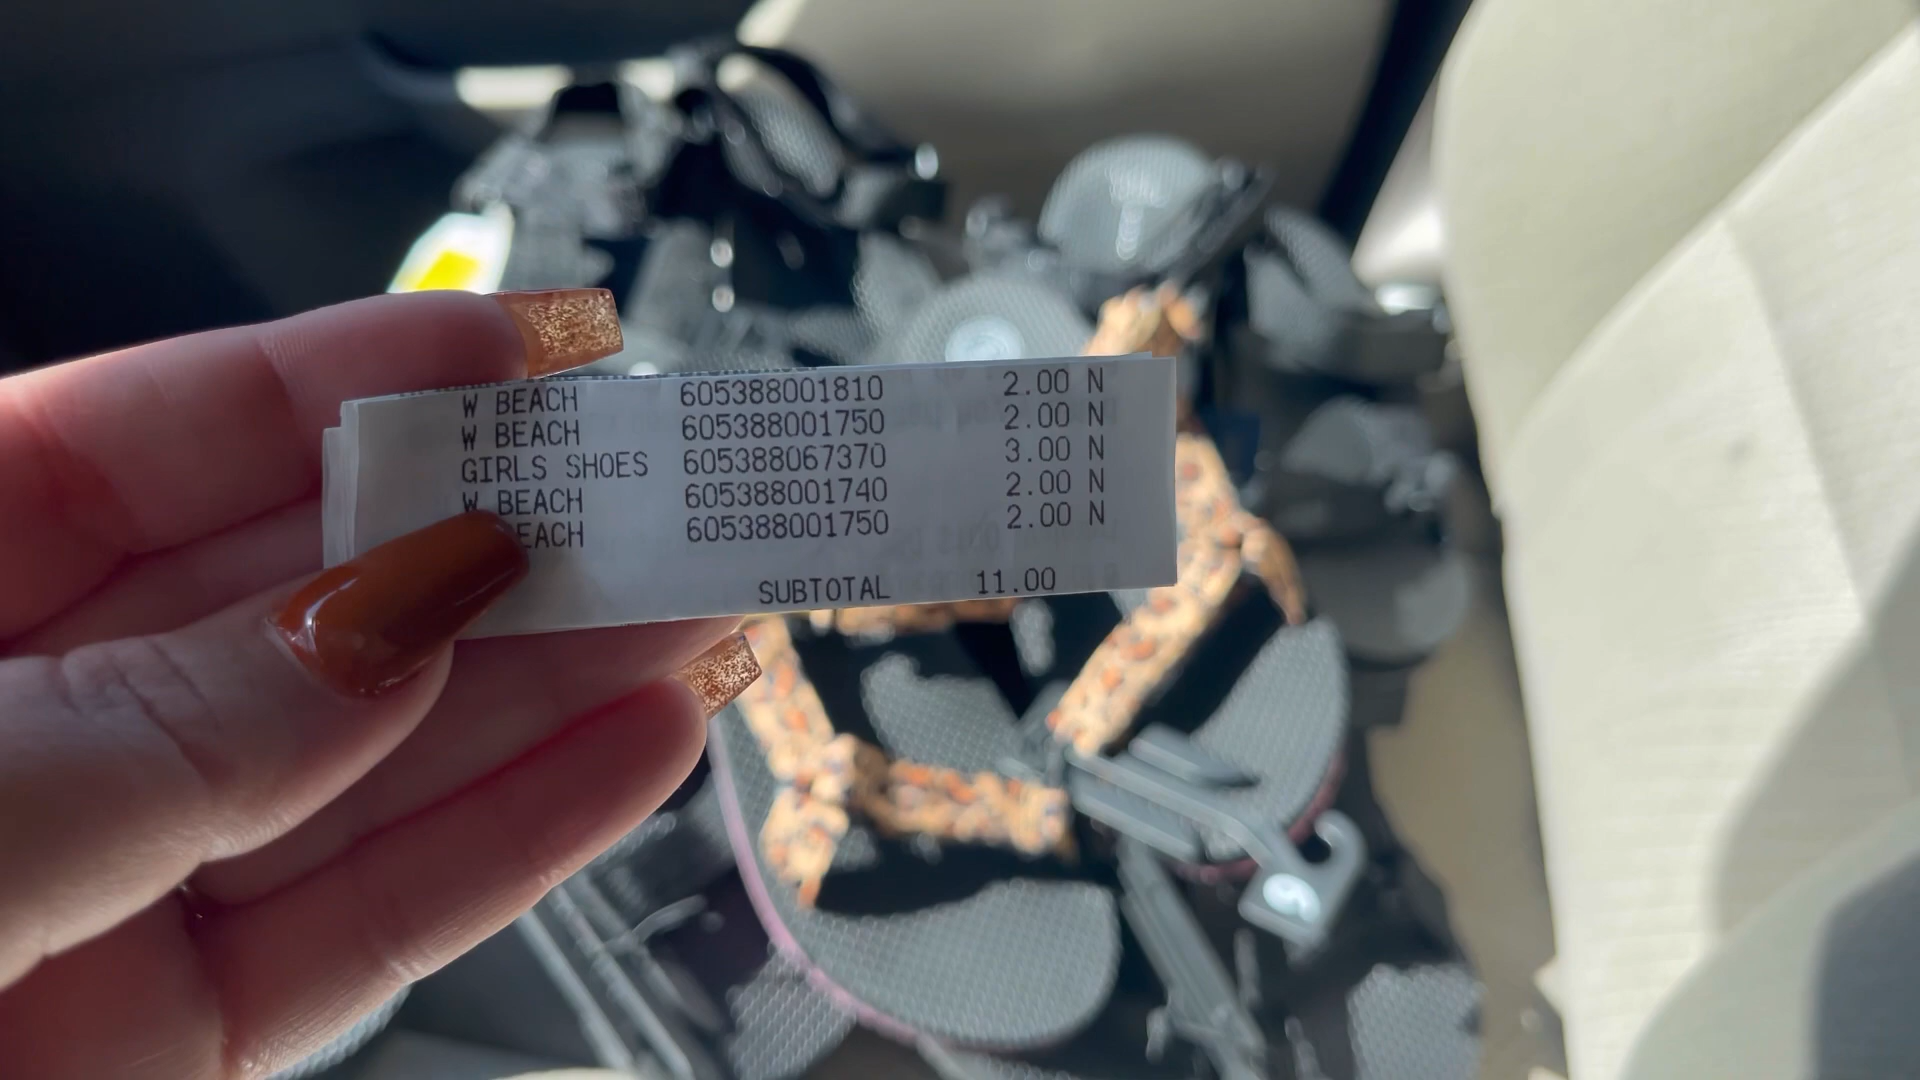 W BEACH 605388001810 2.00 N
W BEACH 605388001750 2.00 N
GIRLS SHOES 605388067370 3.00 N
W BEACH 605388001740 2.00 N
EACH 605388001750 2.00 N
SUBTOTAL 11.00